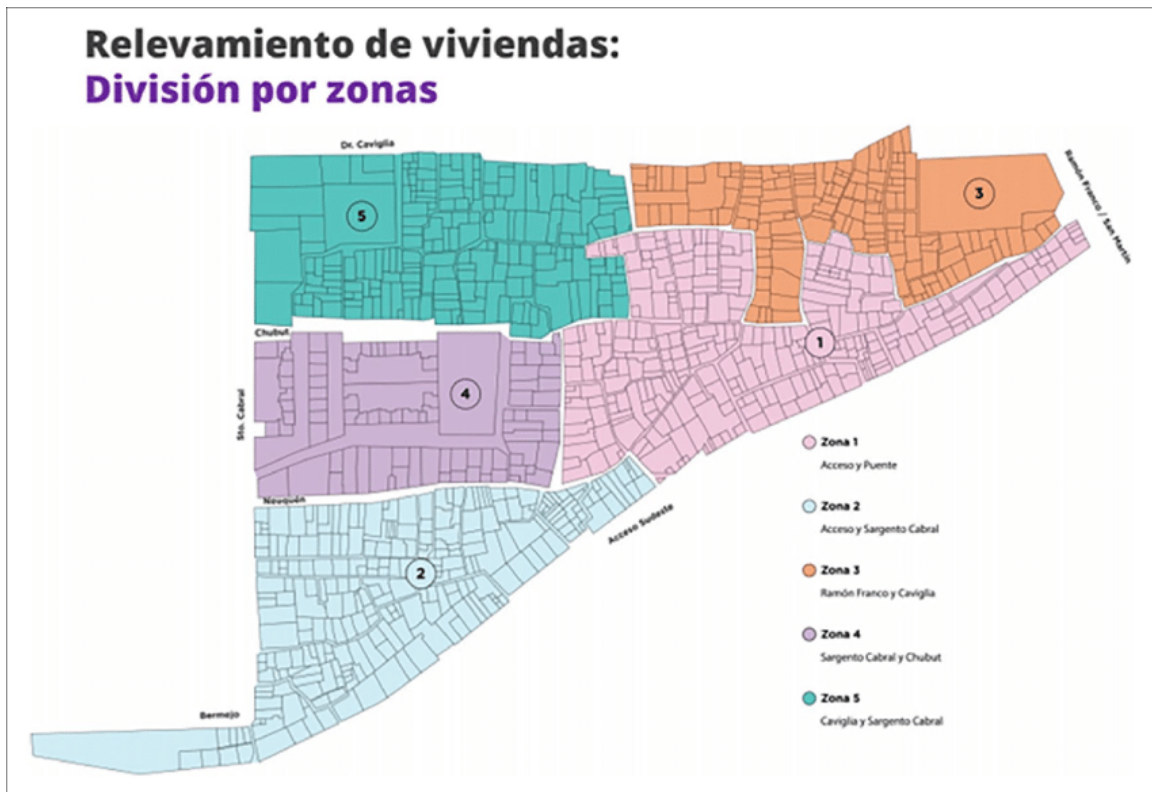 Relevamiento de viviendas:
División por zonas
Dr. Caviglia
Ramón Franco / San Martín
5
3
Chubut
1
4
Sto. Cabral
Zona 1
Acceso y Puente
Neuquén
Zona 2
Acceso y Sargento Cabral
Acceso Sudeste
2
Zona 3
Ramón Franco y Caviglia
Zona 4
Sargento Cabral y Chubut
Zona 5
Caviglia y Sargento Cabral
Bermejo